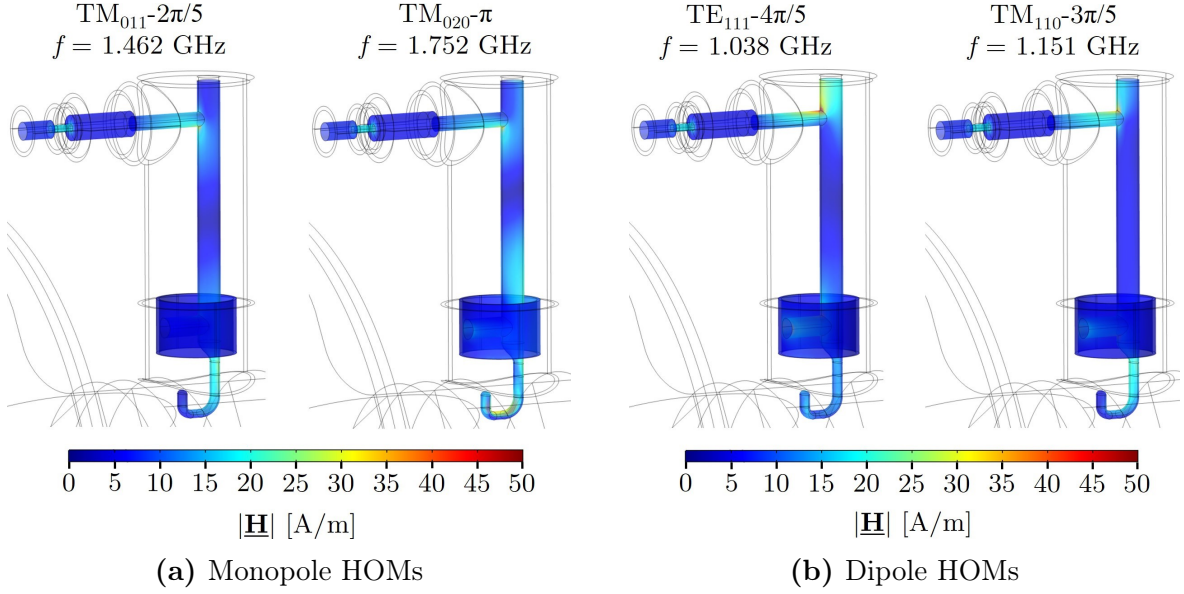 TM₀₁₁-2π/5 TM₀₂₀-π TE₁₁₁-4π/5 TM₁₁₀-3π/5
f = 1.462 GHz f = 1.752 GHz f = 1.038 GHz f = 1.151 GHz
0 5 10 15 20 25 30 35 40 45 50 0 5 10 15 20 25 30 35 40 45 50
|H| [A/m] |H| [A/m]
(a) Monopole HOMs (b) Dipole HOMs